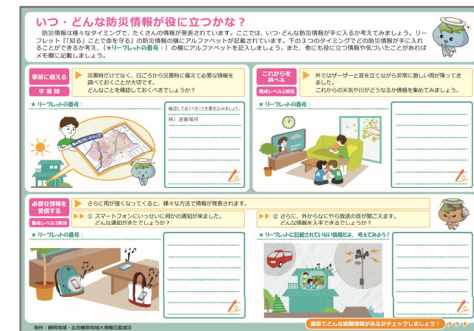 いつ・どんな防災情報が役に立つかな？
防災情報は様々なタイミングで、たくさんの情報が発表されています。ここでは、いつ・どんな防災情報が手に入るか考えてみましょう。リー
フレット『「知る」ことで命を守る』の防災情報の横にアルファベットが記載されています。下の３つのタイミングでどの防災情報が手に入れ
ることができるか考え、（★リーフレットの番号：）の欄にアルファベットを記入しましょう。また、他にも役に立つ情報や気づいたことがあれば
メモ欄に記載しましょう。
事前に備える
平常時
災害時だけでなく、日ごろから災害時に備えて必要な情報を
調べておくことが大切です。
どんなことを確認しておくべきでしょうか？
★リーフレットの番号：
確認しておくべきことを書き込みましょう。
例）避難場所
これからを
調べる
警戒レベル2相当
外ではザーザーと音を立てながら非常に激しい雨が降ってき
ました。
これからの天気や川がどうなるか情報を集めてみましょう。
★リーフレットの番号：
必要な情報を
受信する
警戒レベル3相当
さらに雨が強くなってくると、様々な方法で情報が発表されます。
① スマートフォンにいっせいに何かの通知が来ました。
どんな通知がきたでしょうか？
② さらに、外からなにやら放送の音が聞こえます。
どんな情報を入手できるでしょうか？
★リーフレットの番号：
★リーフレットに記載されていない情報だよ、考えてみよう！
裏面でどんな避難情報があるかチェックしましょう！